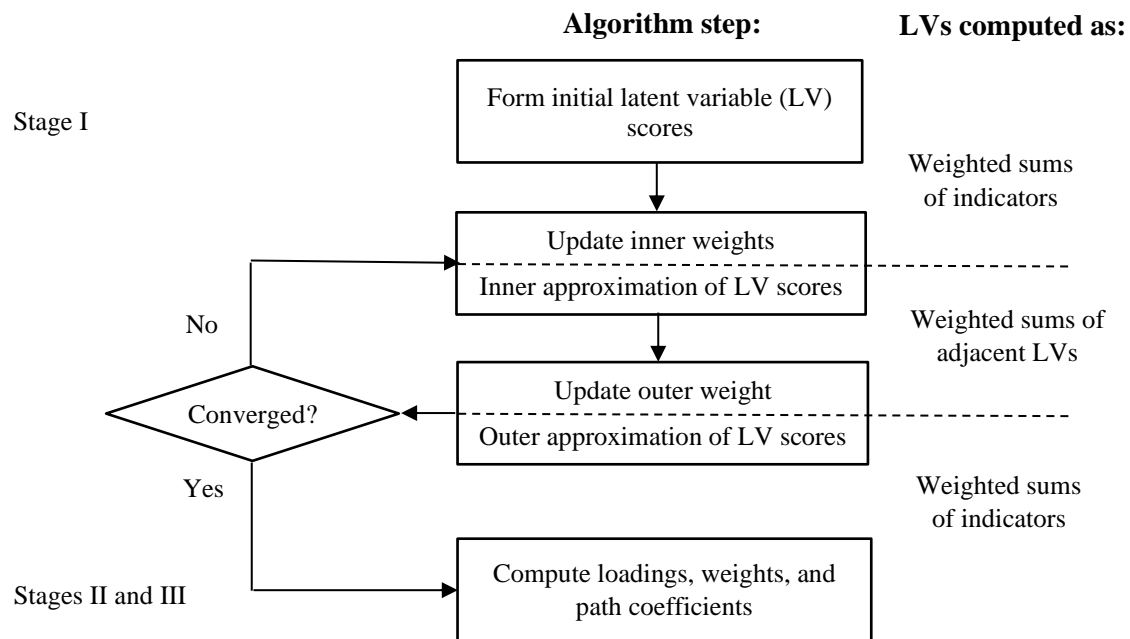 Algorithm step:
LVs computed as:
Stage I
Form initial latent variable (LV)
scores
Weighted sums
of indicators
Update inner weights
Inner approximation of LV scores
No
Weighted sums of
adjacent LVs
Update outer weight
Converged?
Outer approximation of LV scores
Yes
Weighted sums
of indicators
Stages II and III
Compute loadings, weights, and
path coefficients